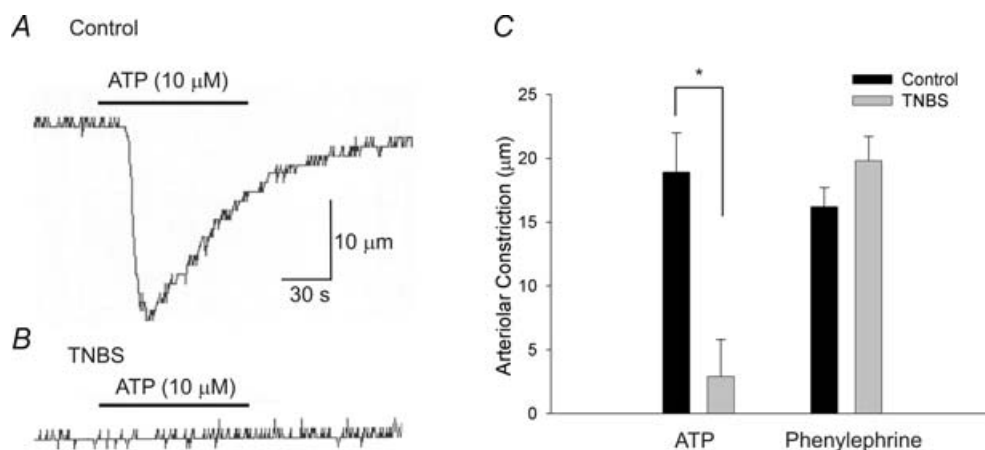 A Control
ATP (10 μM)
10 μm
30 s
B
TNBS
ATP (10 μM)
C
Control
TNBS
Arteriolar Constriction (μm)
25
20
15
10
5
0
*
ATP Phenylephrine